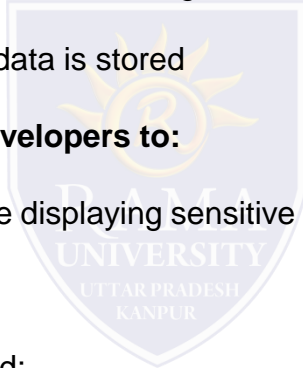 data is stored
velopers to:
e displaying sensitive
RAMA
UNIVERSITY
UTTAR PRADESH
KANPUR
d: